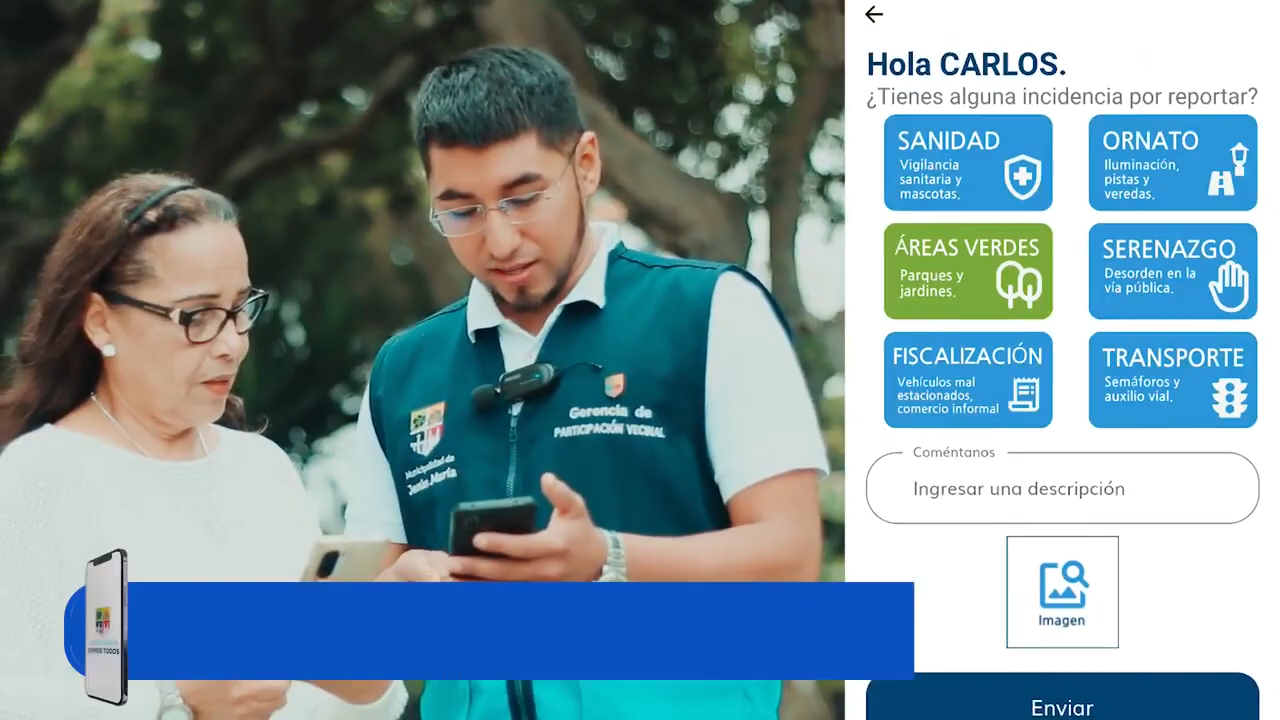 Hola CARLOS.
¿Tienes alguna incidencia por reportar?
SANIDAD
Vigilancia
sanitaria y
mascotas.
ORNATO
Iluminación,
pistas y
veredas.
ÁREAS VERDES
Parques y
jardines.
SERENAZGO
Desorden en la
vía pública.
FISCALIZACIÓN
Vehículos mal
estacionados,
comercio informal
TRANSPORTE
Semáforos y
auxilio vial.
Coméntanos
Ingresar una descripción
Imagen
Enviar
Municipalidad de
Jesús María
Gerencia de
PARTICIPACIÓN VECINAL
SOMOS TODOS